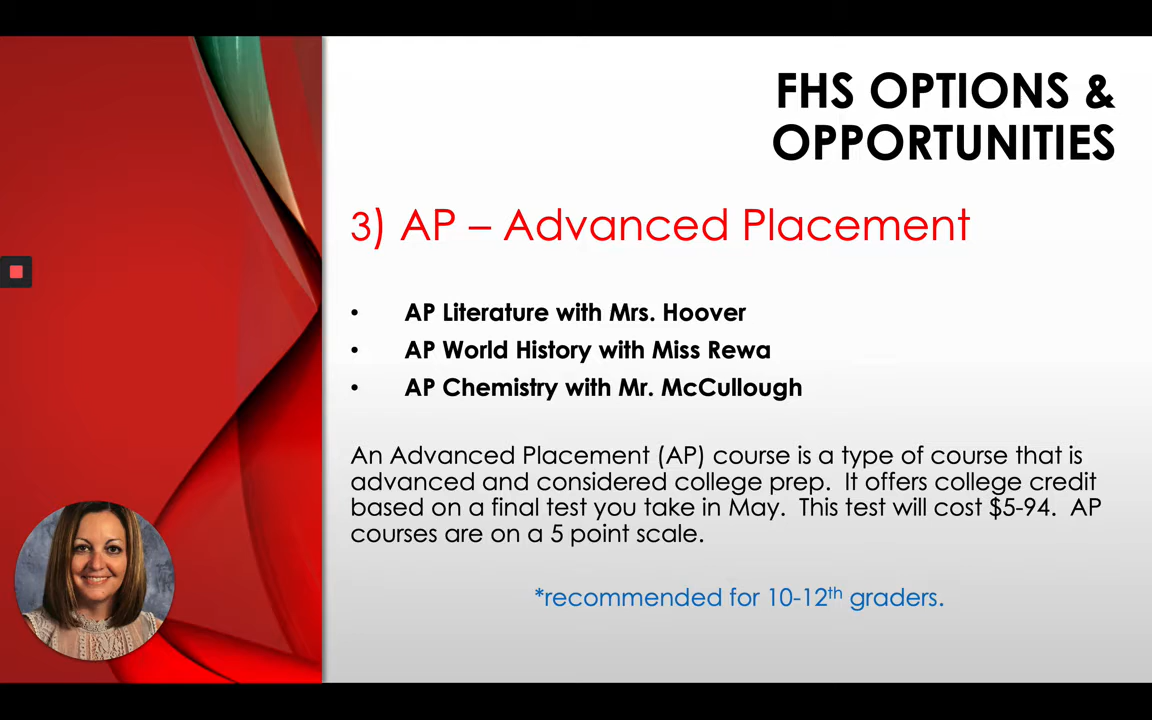 FHS OPTIONS &
OPPORTUNITIES
3) AP – Advanced Placement
• AP Literature with Mrs. Hoover
• AP World History with Miss Rewa
• AP Chemistry with Mr. McCullough
An Advanced Placement (AP) course is a type of course that is
advanced and considered college prep.  It offers college credit
based on a final test you take in May.  This test will cost $5-94.  AP
courses are on a 5 point scale.
*recommended for 10-12th graders.